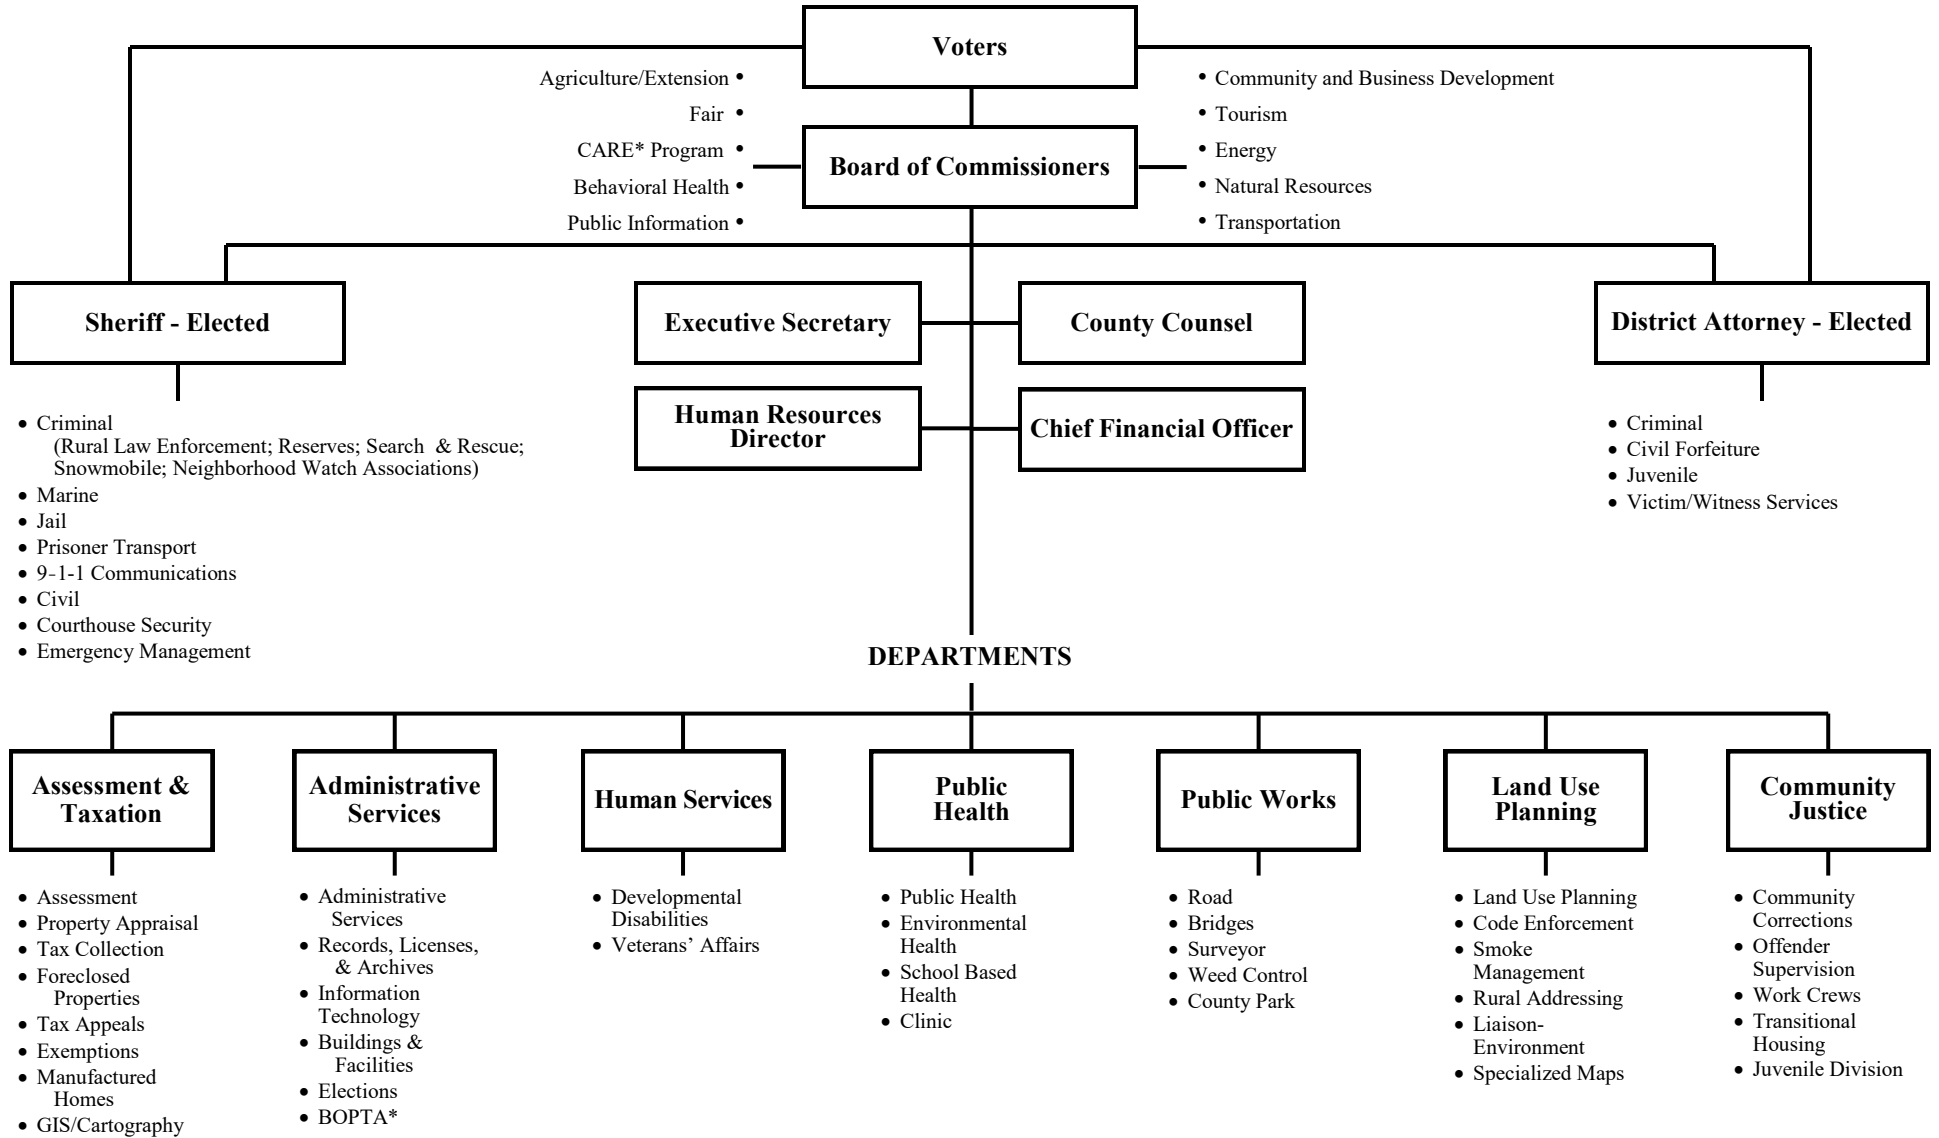 Voters
Agriculture/Extension •
Fair •
CARE* Program •
Behavioral Health •
Public Information •
• Community and Business Development
• Tourism
• Energy
• Natural Resources
• Transportation
Board of Commissioners
Sheriff - Elected
Executive Secretary
County Counsel
District Attorney - Elected
Human Resources
Director
Chief Financial Officer
• Criminal
(Rural Law Enforcement; Reserves; Search & Rescue;
Snowmobile; Neighborhood Watch Associations)
• Marine
• Jail
• Prisoner Transport
• 9-1-1 Communications
• Civil
• Courthouse Security
• Emergency Management
• Criminal
• Civil Forfeiture
• Juvenile
• Victim/Witness Services
DEPARTMENTS
Assessment &
Taxation
• Assessment
• Property Appraisal
• Tax Collection
• Foreclosed
Properties
• Tax Appeals
• Exemptions
• Manufactured
Homes
• GIS/Cartography
Administrative
Services
• Administrative
Services
• Records, Licenses,
& Archives
• Information
Technology
• Buildings &
Facilities
• Elections
• BOPTA*
Human Services
• Developmental
Disabilities
• Veterans’ Affairs
Public
Health
• Public Health
• Environmental
Health
• School Based
Health
• Clinic
Public Works
• Road
• Bridges
• Surveyor
• Weed Control
• County Park
Land Use
Planning
• Land Use Planning
• Code Enforcement
• Smoke
Management
• Rural Addressing
• Liaison-
Environment
• Specialized Maps
Community
Justice
• Community
Corrections
• Offender
Supervision
• Work Crews
• Transitional
Housing
• Juvenile Division